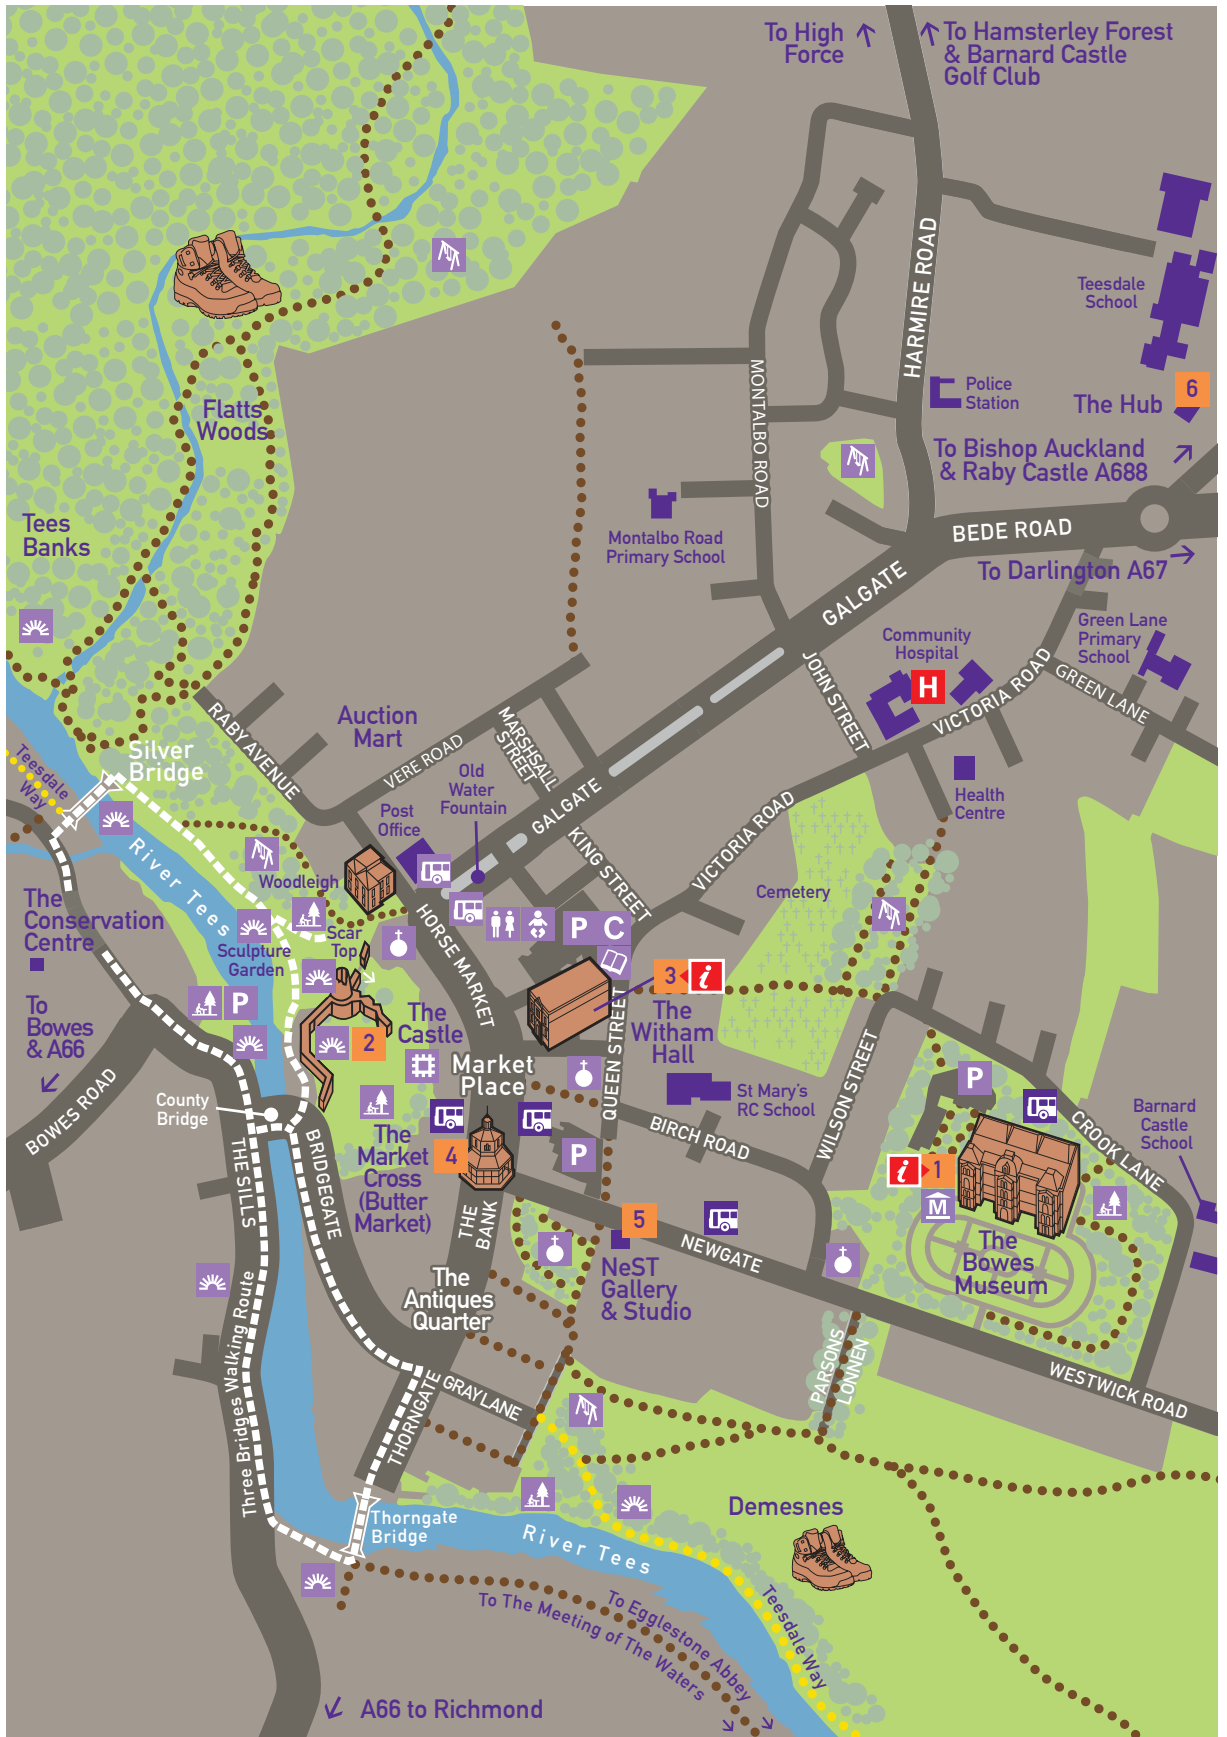 To High
Force
To Hamsterley Forest
& Barnard Castle
Golf Club
HARMIRE ROAD
Teesdale
School
Police
Station
The Hub
6
MONTALBO ROAD
Flatts
Woods
To Bishop Auckland
& Raby Castle A688
Tees
Banks
Montalbo Road
Primary School
BEDE ROAD
To Darlington A67
GALGATE
Community
Hospital
H
Green Lane
Primary
School
JOHN STREET
VICTORIA ROAD
GREEN LANE
RABY AVENUE
Auction
Mart
MARSHSALL
STREET
VERE ROAD
Silver
Bridge
Teesdale
Way
Old
Water
Fountain
Post
Office
GALGATE
Health
Centre
KING STREET
VICTORIA ROAD
River Tees
Woodleigh
Cemetery
The
Conservation
Centre
HORSE MARKET
P
C
Scar
Top
Sculpture
Garden
3
i
The
Witham
Hall
To
Bowes
& A66
P
The
Castle
2
Market
Place
QUEEN STREET
WILSON STREET
P
St Mary's
RC School
BOWES ROAD
County
Bridge
BIRCH ROAD
CROOK LANE
Barnard
Castle
School
THE SILLS
BRIDGEGATE
The
Market
Cross
(Butter
Market)
4
P
i
1
M
THE
BANK
5
NEWGATE
The
Bowes
Museum
NeST
Gallery
& Studio
The
Antiques
Quarter
Three Bridges Walking Route
PARSONS
LONNEN
WESTWICK ROAD
THORNGATE
GRAY LANE
Thorngate
Bridge
River Tees
Demesnes
To Egglestone Abbey
To The Meeting of The Waters
Teesdale Way
A66 to Richmond